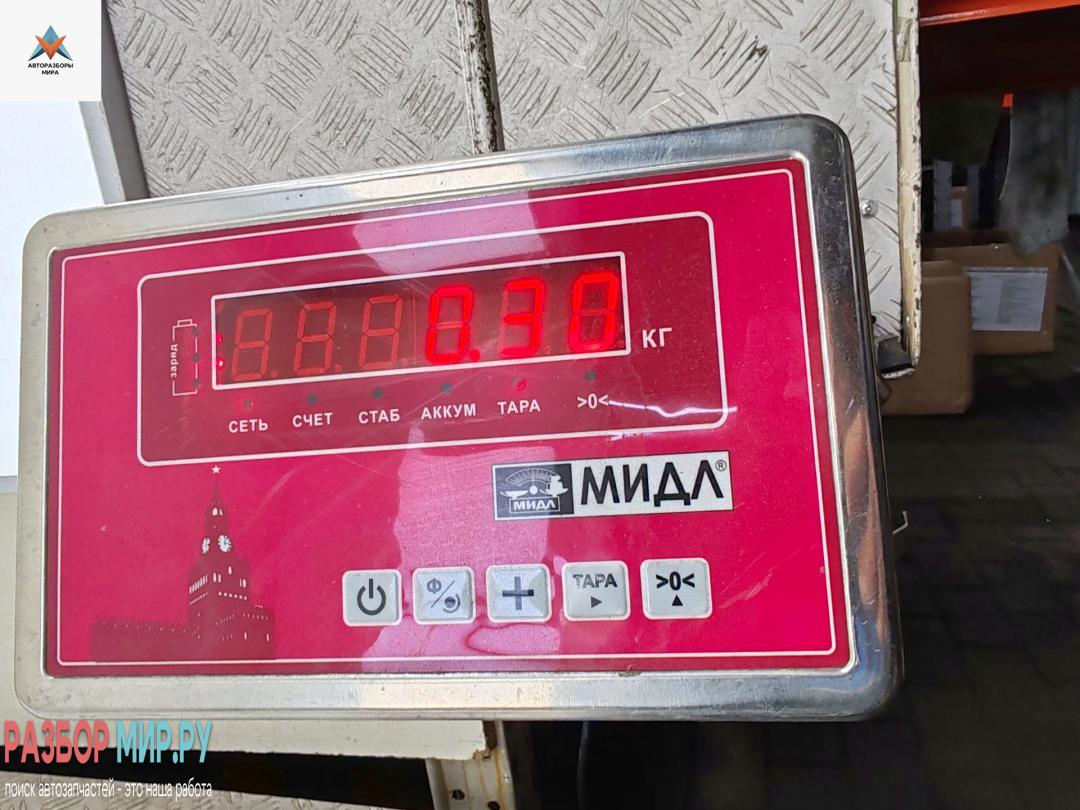 АВТОРАЗБОРЫ
МИРА
0.30
КГ
заряд
СЕТЬ СЧЕТ СТАБ АККУМ ТАРА >0<
МИДЛ МИДЛ®
Ф/ + ТАРА >0<
РАЗБОР МИР.РУ
поиск автозапчастей - это наша работа